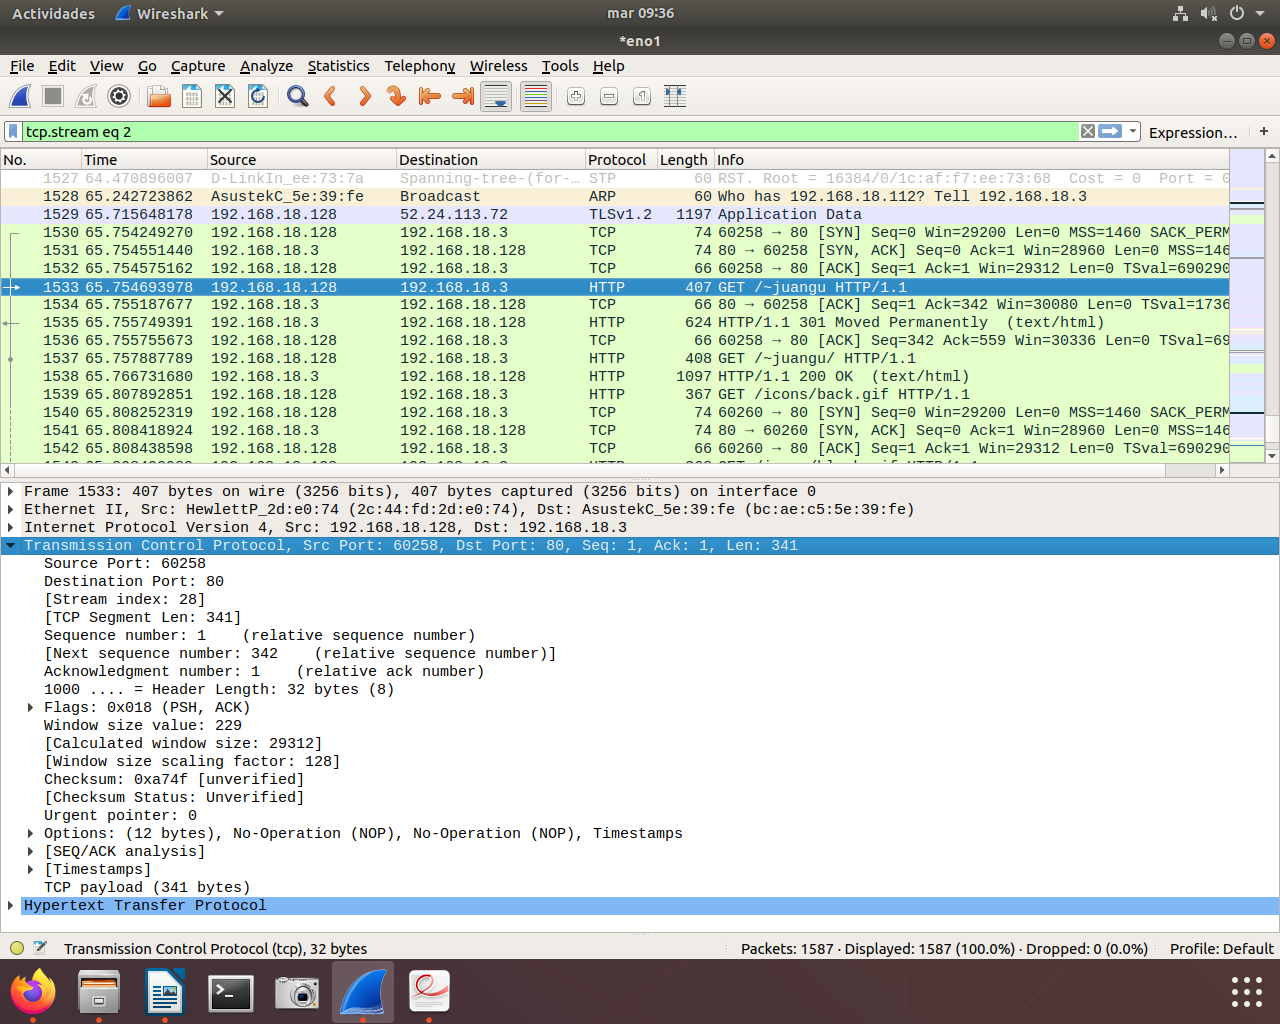 Actividades Wireshark mar 09:36
*eno1
File Edit View Go Capture Analyze Statistics Telephony Wireless Tools Help
tcp.stream eq 2 Expression… +
No. Time Source Destination Protocol Length Info
1527 64.470896007 D-LinkIn_ee:73:7a Spanning-tree-(for-… STP 60 RST. Root = 16384/0/1c:af:f7:ee:73:68 Cost = 0 Port = 0
1528 65.242723862 AsustekC_5e:39:fe Broadcast ARP 60 Who has 192.168.18.112? Tell 192.168.18.3
1529 65.715648178 192.168.18.128 52.24.113.72 TLSv1.2 1197 Application Data
1530 65.754249270 192.168.18.128 192.168.18.3 TCP 74 60258 → 80 [SYN] Seq=0 Win=29200 Len=0 MSS=1460 SACK_PERM
1531 65.754551440 192.168.18.3 192.168.18.128 TCP 74 80 → 60258 [SYN, ACK] Seq=0 Ack=1 Win=28960 Len=0 MSS=146
1532 65.754575162 192.168.18.128 192.168.18.3 TCP 66 60258 → 80 [ACK] Seq=1 Ack=1 Win=29312 Len=0 TSval=690290
1533 65.754693978 192.168.18.128 192.168.18.3 HTTP 407 GET /~juangu HTTP/1.1
1534 65.755187677 192.168.18.3 192.168.18.128 TCP 66 80 → 60258 [ACK] Seq=1 Ack=342 Win=30080 Len=0 TSval=1736
1535 65.755749391 192.168.18.3 192.168.18.128 HTTP 624 HTTP/1.1 301 Moved Permanently (text/html)
1536 65.755755673 192.168.18.128 192.168.18.3 TCP 66 60258 → 80 [ACK] Seq=342 Ack=559 Win=30336 Len=0 TSval=69
1537 65.757887789 192.168.18.128 192.168.18.3 HTTP 408 GET /~juangu/ HTTP/1.1
1538 65.766731680 192.168.18.3 192.168.18.128 HTTP 1097 HTTP/1.1 200 OK (text/html)
1539 65.807892851 192.168.18.128 192.168.18.3 HTTP 367 GET /icons/back.gif HTTP/1.1
1540 65.808252319 192.168.18.128 192.168.18.3 TCP 74 60260 → 80 [SYN] Seq=0 Win=29200 Len=0 MSS=1460 SACK_PERM
1541 65.808418924 192.168.18.3 192.168.18.128 TCP 74 80 → 60260 [SYN, ACK] Seq=0 Ack=1 Win=28960 Len=0 MSS=146
1542 65.808438598 192.168.18.128 192.168.18.3 TCP 66 60260 → 80 [ACK] Seq=1 Ack=1 Win=29312 Len=0 TSval=690290
Frame 1533: 407 bytes on wire (3256 bits), 407 bytes captured (3256 bits) on interface 0
Ethernet II, Src: HewlettP_2d:e0:74 (2c:44:fd:2d:e0:74), Dst: AsustekC_5e:39:fe (bc:ae:c5:5e:39:fe)
Internet Protocol Version 4, Src: 192.168.18.128, Dst: 192.168.18.3
Transmission Control Protocol, Src Port: 60258, Dst Port: 80, Seq: 1, Ack: 1, Len: 341
Source Port: 60258
Destination Port: 80
[Stream index: 28]
[TCP Segment Len: 341]
Sequence number: 1 (relative sequence number)
[Next sequence number: 342 (relative sequence number)]
Acknowledgment number: 1 (relative ack number)
1000 .... = Header Length: 32 bytes (8)
Flags: 0x018 (PSH, ACK)
Window size value: 229
[Calculated window size: 29312]
[Window size scaling factor: 128]
Checksum: 0xa74f [unverified]
[Checksum Status: Unverified]
Urgent pointer: 0
Options: (12 bytes), No-Operation (NOP), No-Operation (NOP), Timestamps
[SEQ/ACK analysis]
[Timestamps]
TCP payload (341 bytes)
Hypertext Transfer Protocol
Transmission Control Protocol (tcp), 32 bytes Packets: 1587 · Displayed: 1587 (100.0%) · Dropped: 0 (0.0%) Profile: Default